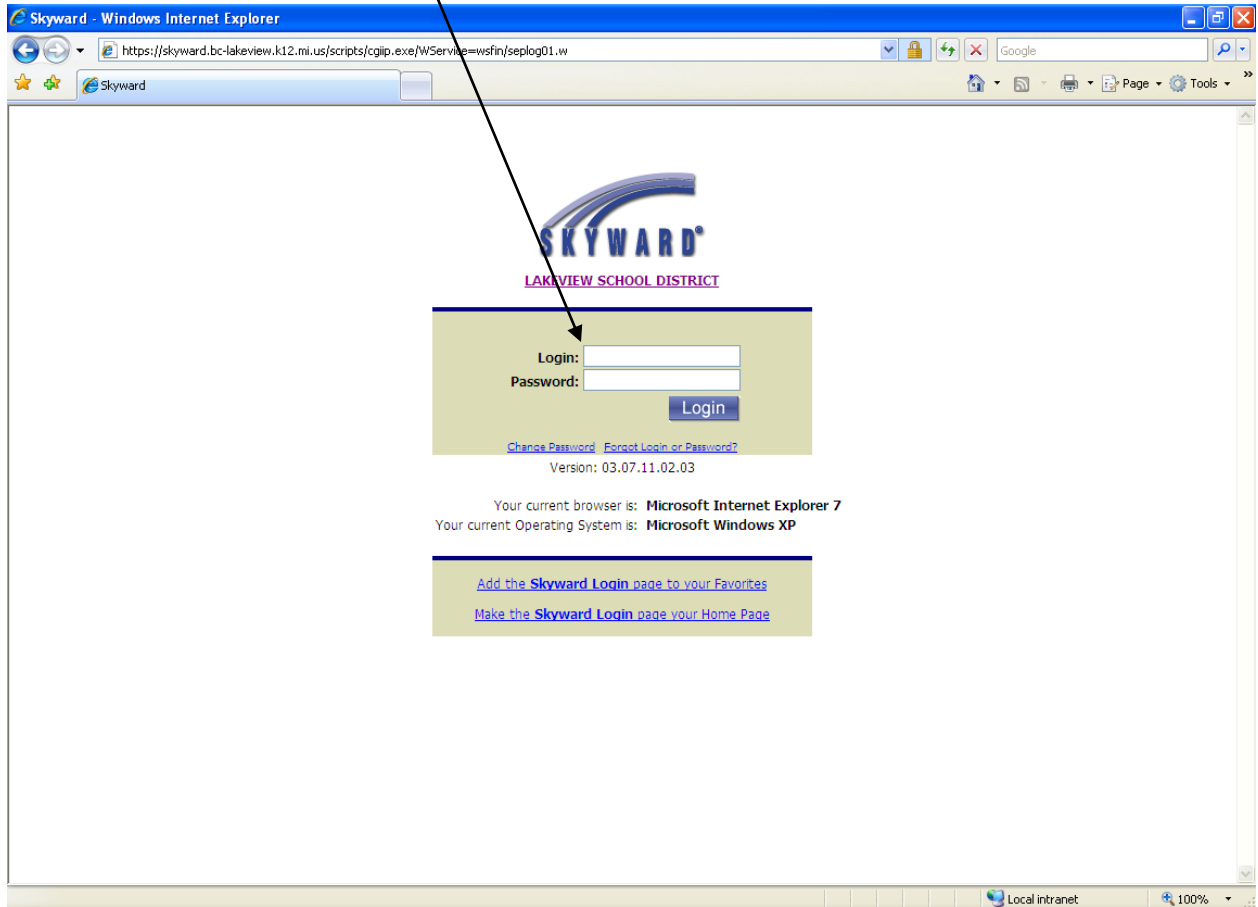 Skyward - Windows Internet Explorer
https://skyward.bc-lakeview.k12.mi.us/scripts/cgiip.exe/WService=wsfin/seplog01.w
Google
Skyward
Page
Tools
SKYWARD®
LAKEVIEW SCHOOL DISTRICT
Login:
Password:
Login
Change Password Forgot Login or Password?
Version: 03.07.11.02.03
Your current browser is: Microsoft Internet Explorer 7
Your current Operating System is: Microsoft Windows XP
Add the Skyward Login page to your Favorites
Make the Skyward Login page your Home Page
Local intranet 100%